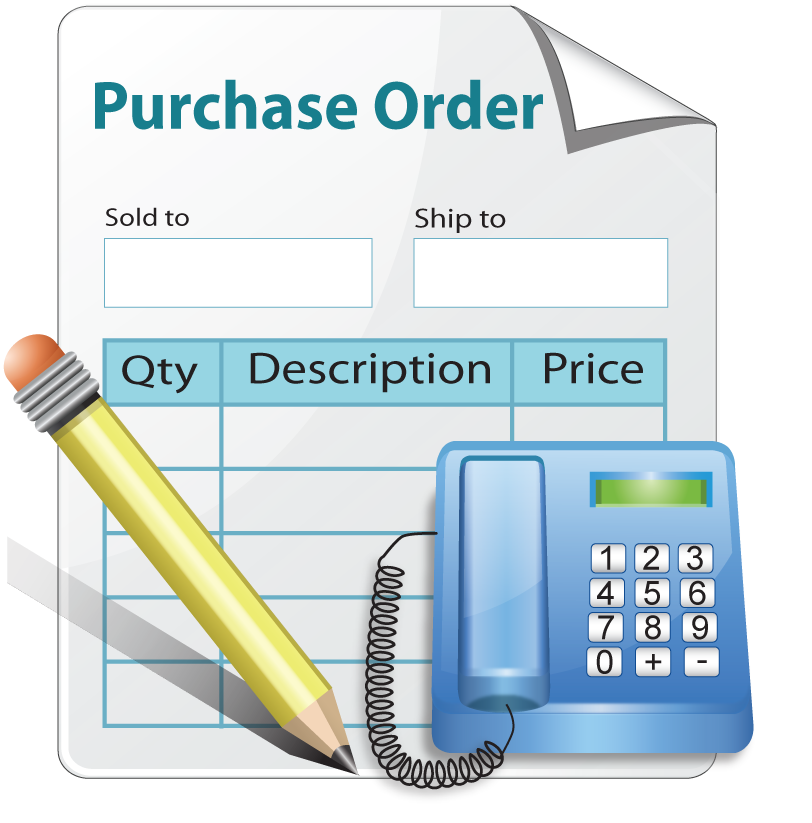 Purchase Order
Sold to Ship to
Qty Description Price
1 2 3
4 5 6
7 8 9
0 + -